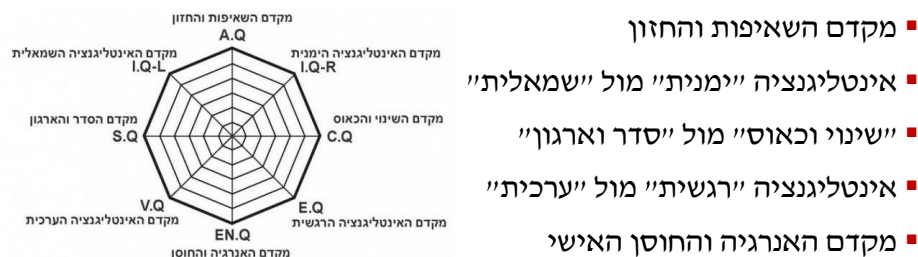 מקדם השאיפות והחזון
אינטליגנציה ״ימנית״ מול ״שמאלית״
״שינוי וכאוס״ מול ״סדר וארגון״
אינטליגנציה ״רגשית״ מול ״ערכית״
מקדם האנרגיה והחוסן האישי
מקדם השאיפות והחזון
A.Q
מקדם האינטליגנציה הימנית
I.Q-R
מקדם האינטליגנציה השמאלית
I.Q-L
מקדם השינוי והכאוס
C.Q
מקדם הסדר והארגון
S.Q
E.Q
מקדם האינטליגנציה הרגשית
V.Q
מקדם האינטליגנציה הערכית
EN.Q
מקדם האנרגיה והחוסן